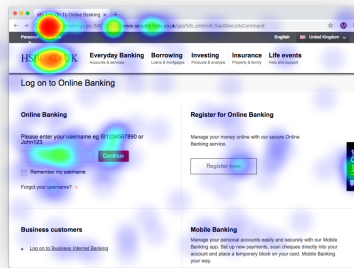 Log On To Online Banking
English United Kingdom
Everyday Banking Borrowing Investing Insurance Life events
Accounts & services Loans & mortgages Products & analysis Property & family Help and support
Log on to Online Banking
Online Banking
Please enter your username eg IB1234567890 or
John123
Continue
Remember my username
Forgot your username?
Register for Online Banking
Manage your money online with our secure Online
Banking service.
Register now
Business customers
Log on to Business Internet Banking
Mobile Banking
Manage your personal accounts easily and securely with our Mobile
Banking app. Set up new payments, scan cheques directly into your
account and place a temporary block on your card. Mobile Banking
your way.